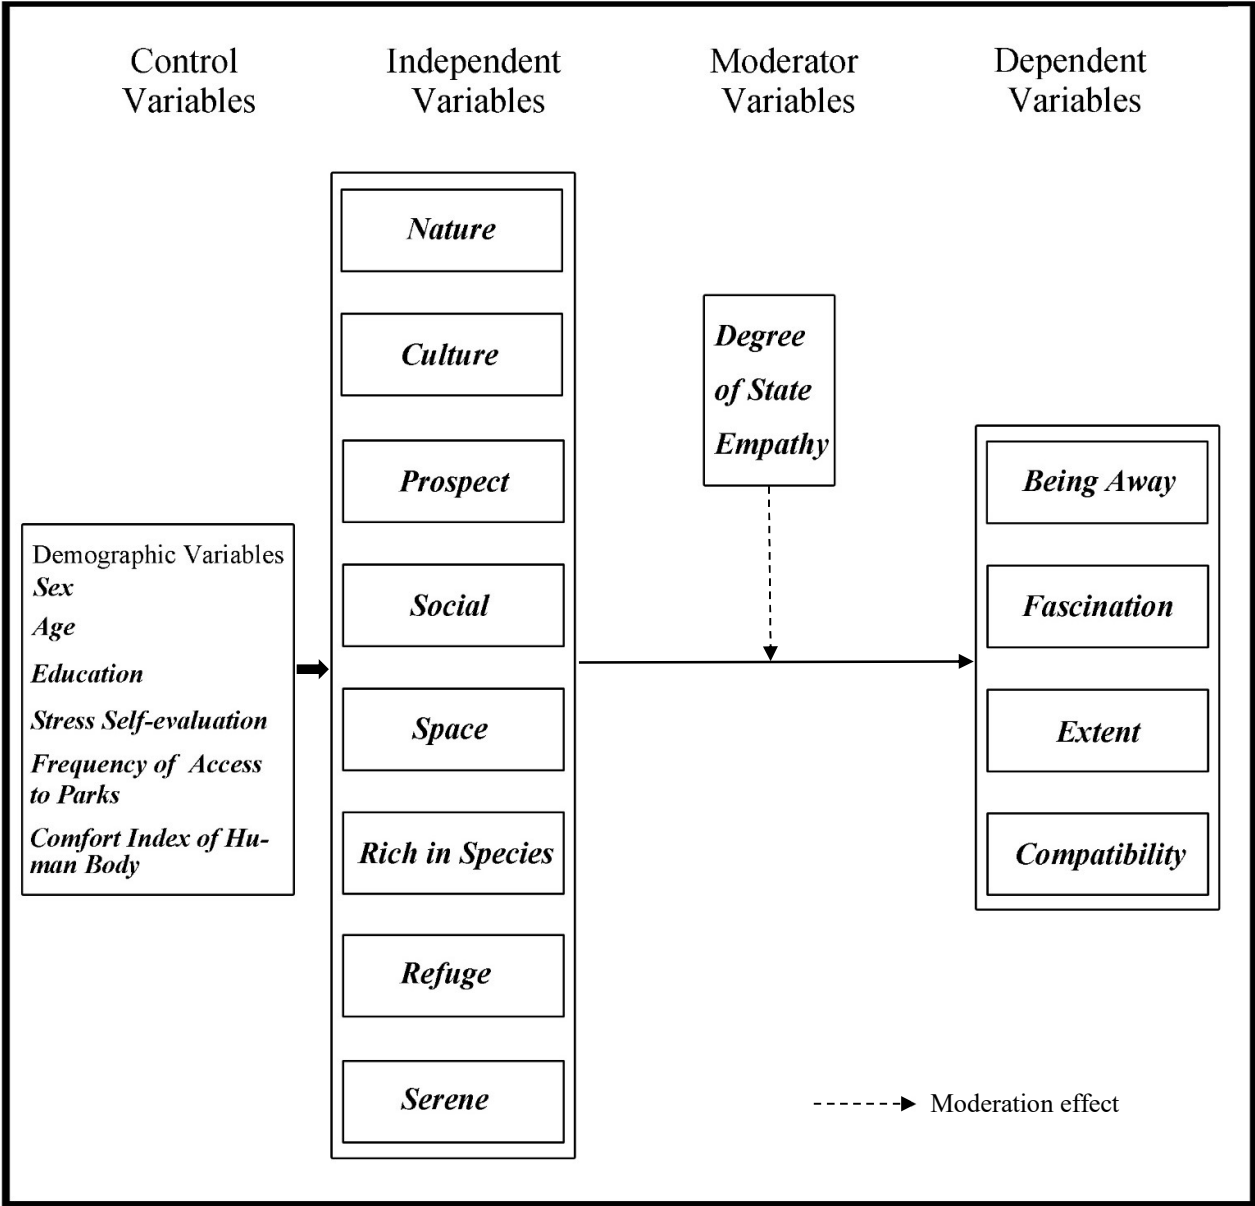 Control
Variables
Independent
Variables
Moderator
Variables
Dependent
Variables
Demographic Variables
Sex
Age
Education
Stress Self-evaluation
Frequency of Access
to Parks
Comfort Index of Hu-
man Body
Nature
Culture
Prospect
Social
Space
Rich in Species
Refuge
Serene
Degree
of State
Empathy
Being Away
Fascination
Extent
Compatibility
Moderation effect